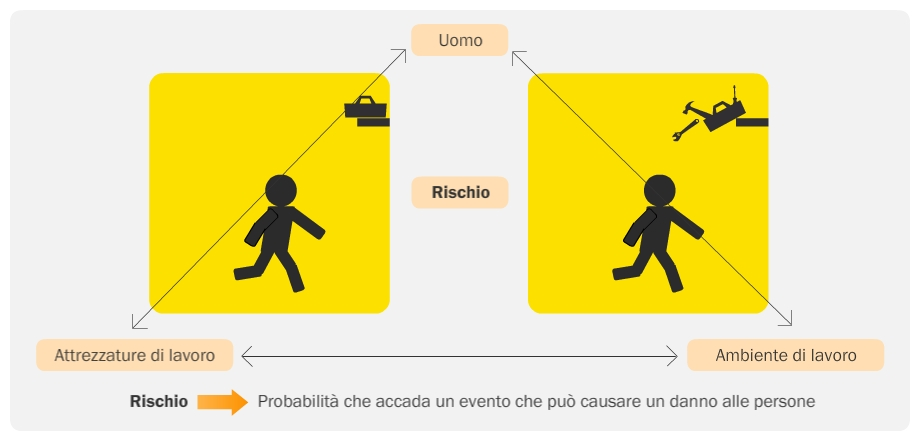 Uomo
Rischio
Attrezzature di lavoro
Ambiente di lavoro
Rischio Probabilità che accada un evento che può causare un danno alle persone